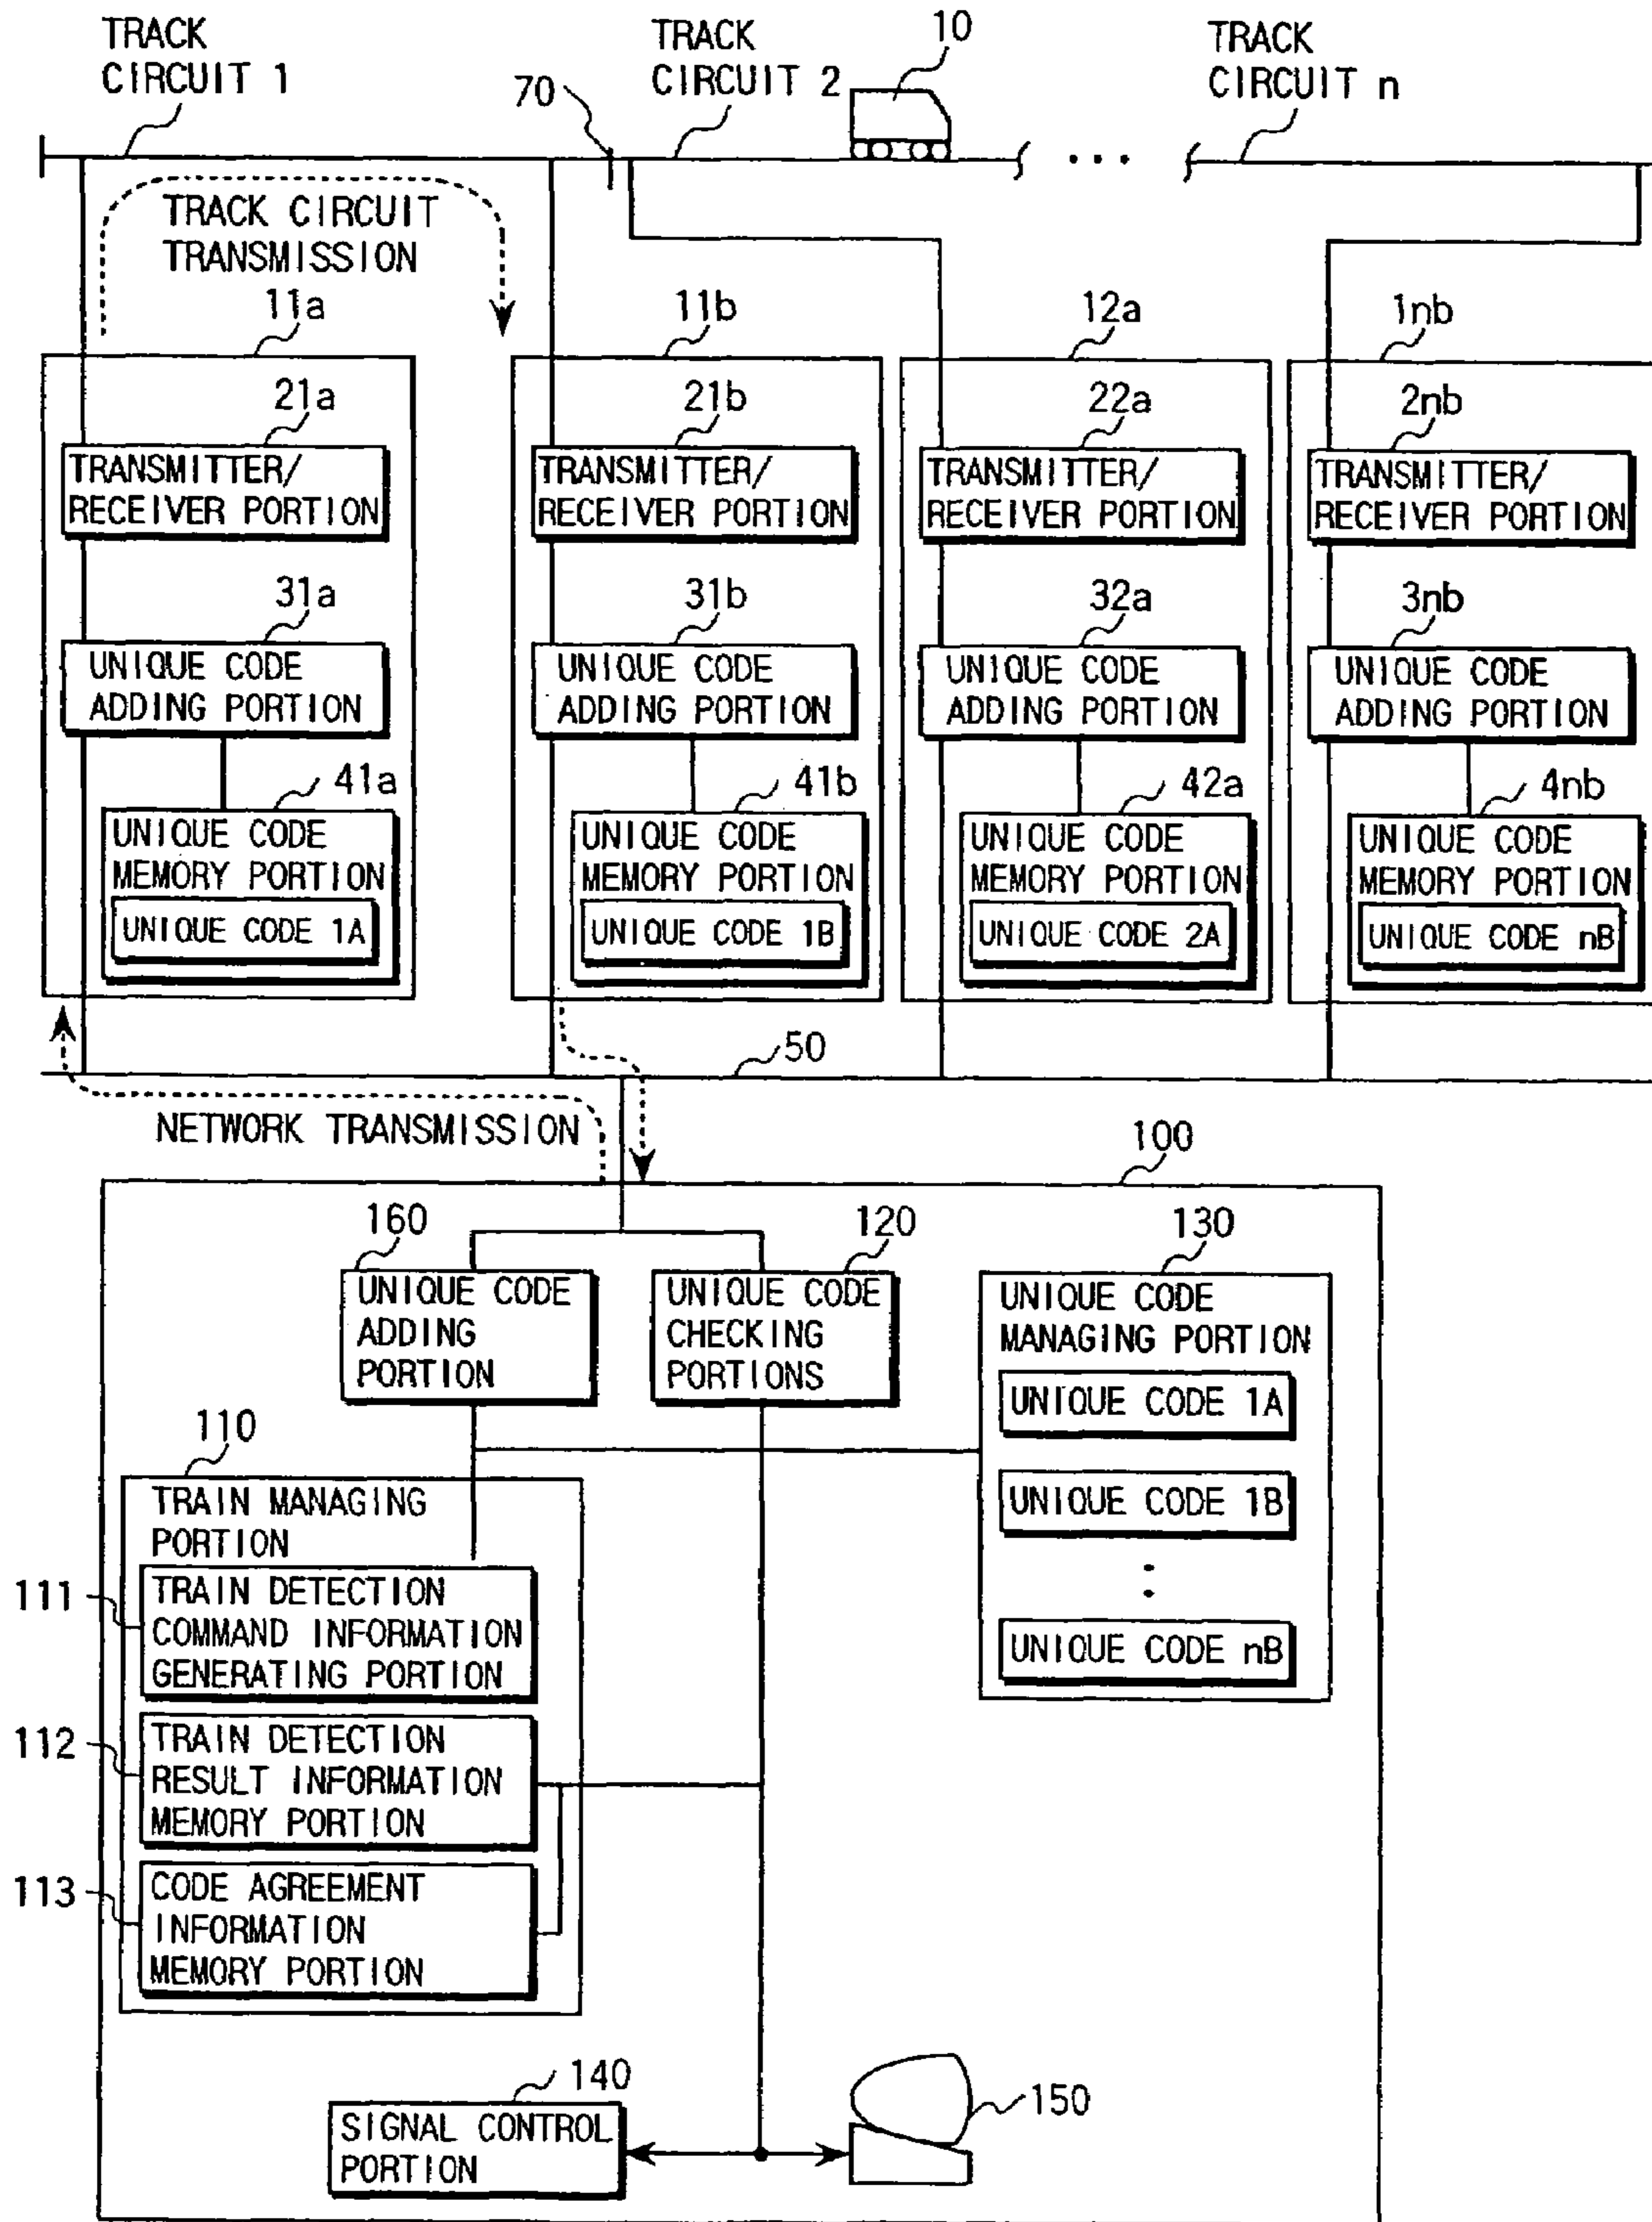 TRACK
CIRCUIT 1
TRACK
CIRCUIT 2
10
TRACK
CIRCUIT n
70
...
TRACK CIRCUIT
TRANSMISSION
11a
11b
12a
1nb
21a
21b
22a
2nb
TRANSMITTER/
RECEIVER PORTION
TRANSMITTER/
RECEIVER PORTION
TRANSMITTER/
RECEIVER PORTION
TRANSMITTER/
RECEIVER PORTION
31a
31b
32a
3nb
UNIQUE CODE
ADDING PORTION
UNIQUE CODE
ADDING PORTION
UNIQUE CODE
ADDING PORTION
UNIQUE CODE
ADDING PORTION
41a
41b
42a
4nb
UNIQUE CODE
MEMORY PORTION
UNIQUE CODE 1A
UNIQUE CODE
MEMORY PORTION
UNIQUE CODE 1B
UNIQUE CODE
MEMORY PORTION
UNIQUE CODE 2A
UNIQUE CODE
MEMORY PORTION
UNIQUE CODE nB
50
NETWORK TRANSMISSION
100
160
120
130
UNIQUE CODE
ADDING
PORTION
UNIQUE CODE
CHECKING
PORTIONS
UNIQUE CODE
MANAGING PORTION
UNIQUE CODE 1A
UNIQUE CODE 1B
:
UNIQUE CODE nB
110
TRAIN MANAGING
PORTION
111
TRAIN DETECTION
COMMAND INFORMATION
GENERATING PORTION
112
TRAIN DETECTION
RESULT INFORMATION
MEMORY PORTION
113
CODE AGREEMENT
INFORMATION
MEMORY PORTION
140
SIGNAL CONTROL
PORTION
150